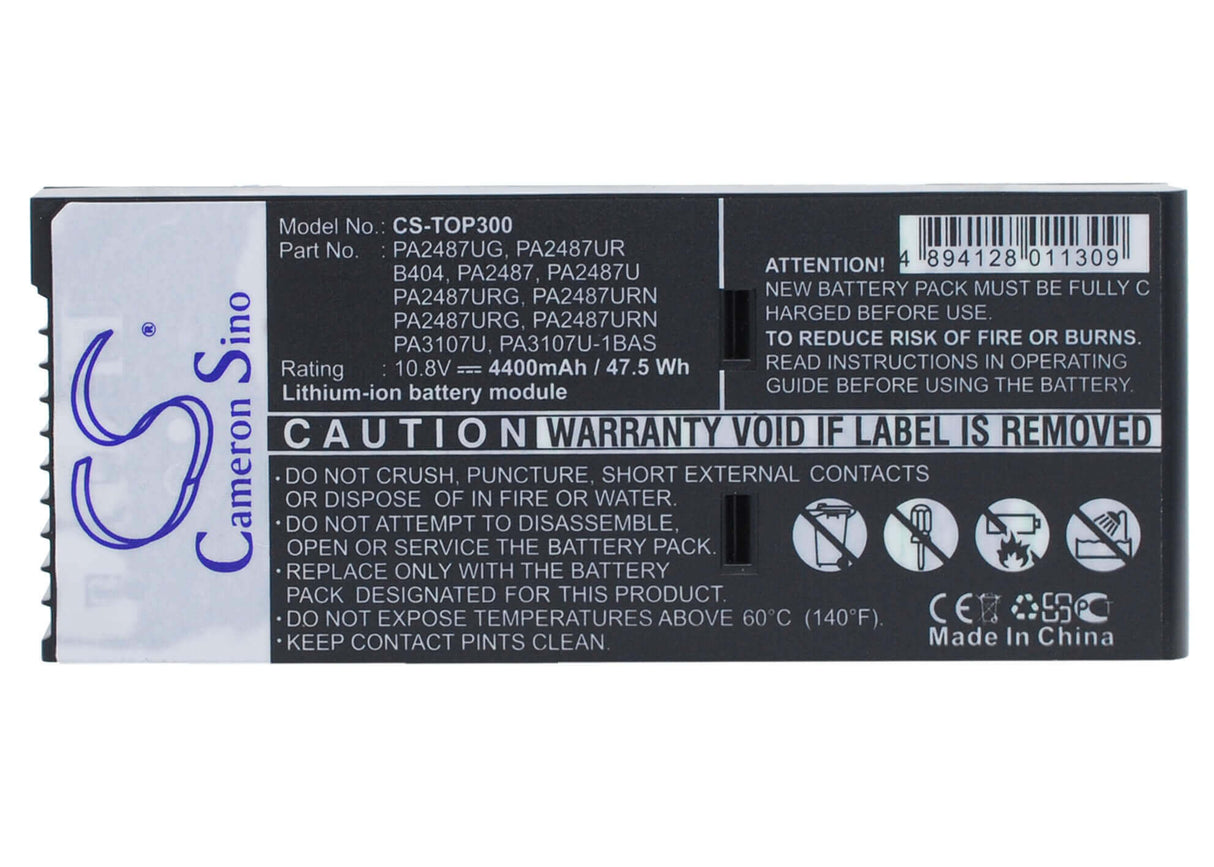 CS
®
Cameron Sino
Model No.: CS-TOP300
Part No. : PA2487UG, PA2487UR
B404, PA2487, PA2487U
PA2487URG, PA2487URN
PA2487URG, PA2487URN
PA3107U, PA3107U-1BAS
Rating : 10.8V ⎓ 4400mAh / 47.5 Wh
Lithium-ion battery module
4 894128 011309
ATTENTION!
NEW BATTERY PACK MUST BE FULLY C
HARGED BEFORE USE.
TO REDUCE RISK OF FIRE OR BURNS.
READ INSTRUCTIONS IN OPERATING
GUIDE BEFORE USING THE BATTERY.
CAUTION WARRANTY VOID IF LABEL IS REMOVED
·DO NOT CRUSH, PUNCTURE, SHORT EXTERNAL CONTACTS
OR DISPOSE OF IN FIRE OR WATER.
·DO NOT ATTEMPT TO DISASSEMBLE,
OPEN OR SERVICE THE BATTERY PACK.
·REPLACE ONLY WITH THE BATTERY
PACK DESIGNATED FOR THIS PRODUCT.
·DO NOT EXPOSE TEMPERATURES ABOVE 60°C (140°F).
·KEEP CONTACT PINTS CLEAN.
CE
Made In China